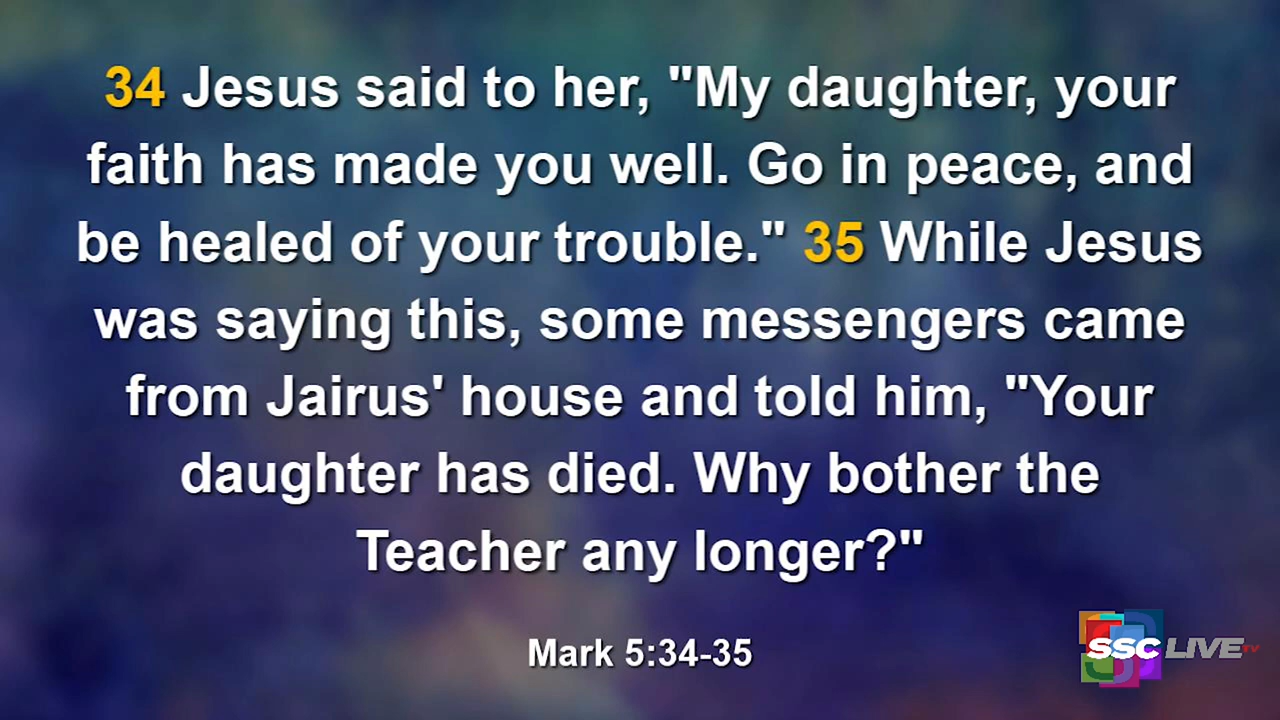 34 Jesus said to her, "My daughter, your
faith has made you well. Go in peace, and
be healed of your trouble." 35 While Jesus
was saying this, some messengers came
from Jairus' house and told him, "Your
daughter has died. Why bother the
Teacher any longer?"
Mark 5:34-35
SSC LIVE TV